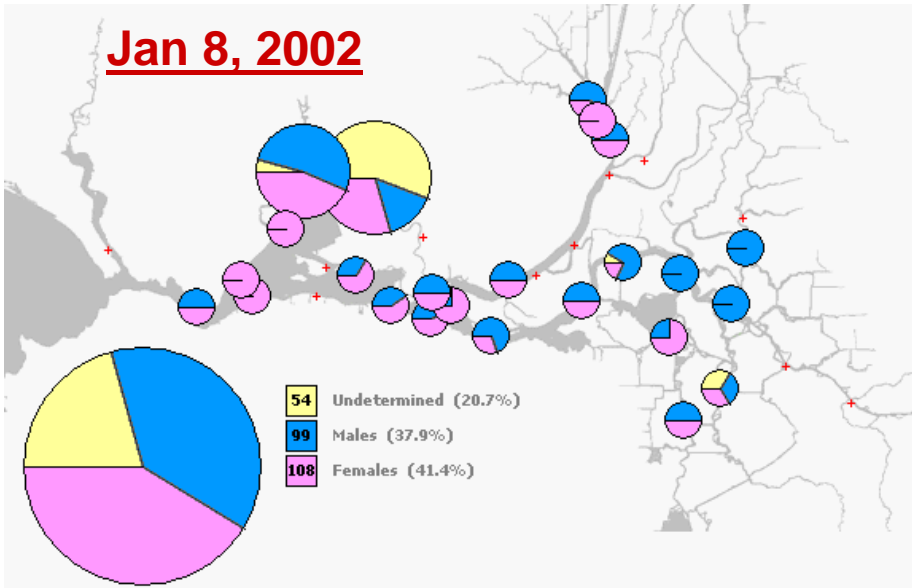 Jan 8, 2002
54 Undetermined (20.7%)
99 Males (37.9%)
108 Females (41.4%)